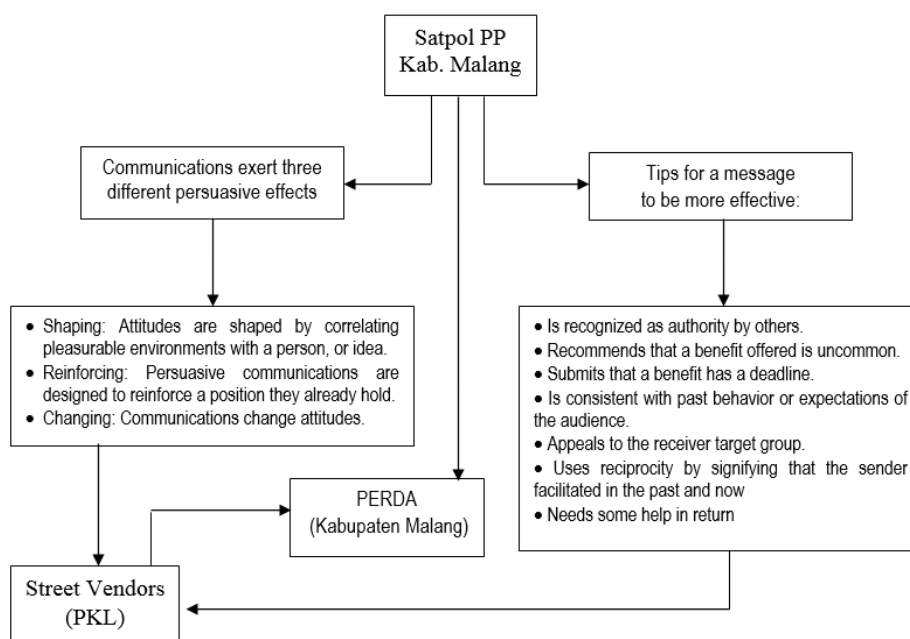 Satpol PP
Kab. Malang
Communications exert three
different persuasive effects
Tips for a message
to be more effective:
● Shaping: Attitudes are shaped by correlating
pleasurable environments with a person, or idea.
● Reinforcing: Persuasive communications are
designed to reinforce a position they already hold.
● Changing: Communications change attitudes.
● Is recognized as authority by others.
● Recommends that a benefit offered is uncommon.
● Submits that a benefit has a deadline.
● Is consistent with past behavior or expectations of
the audience.
● Appeals to the receiver target group.
● Uses reciprocity by signifying that the sender
facilitated in the past and now
● Needs some help in return
PERDA
(Kabupaten Malang)
Street Vendors
(PKL)